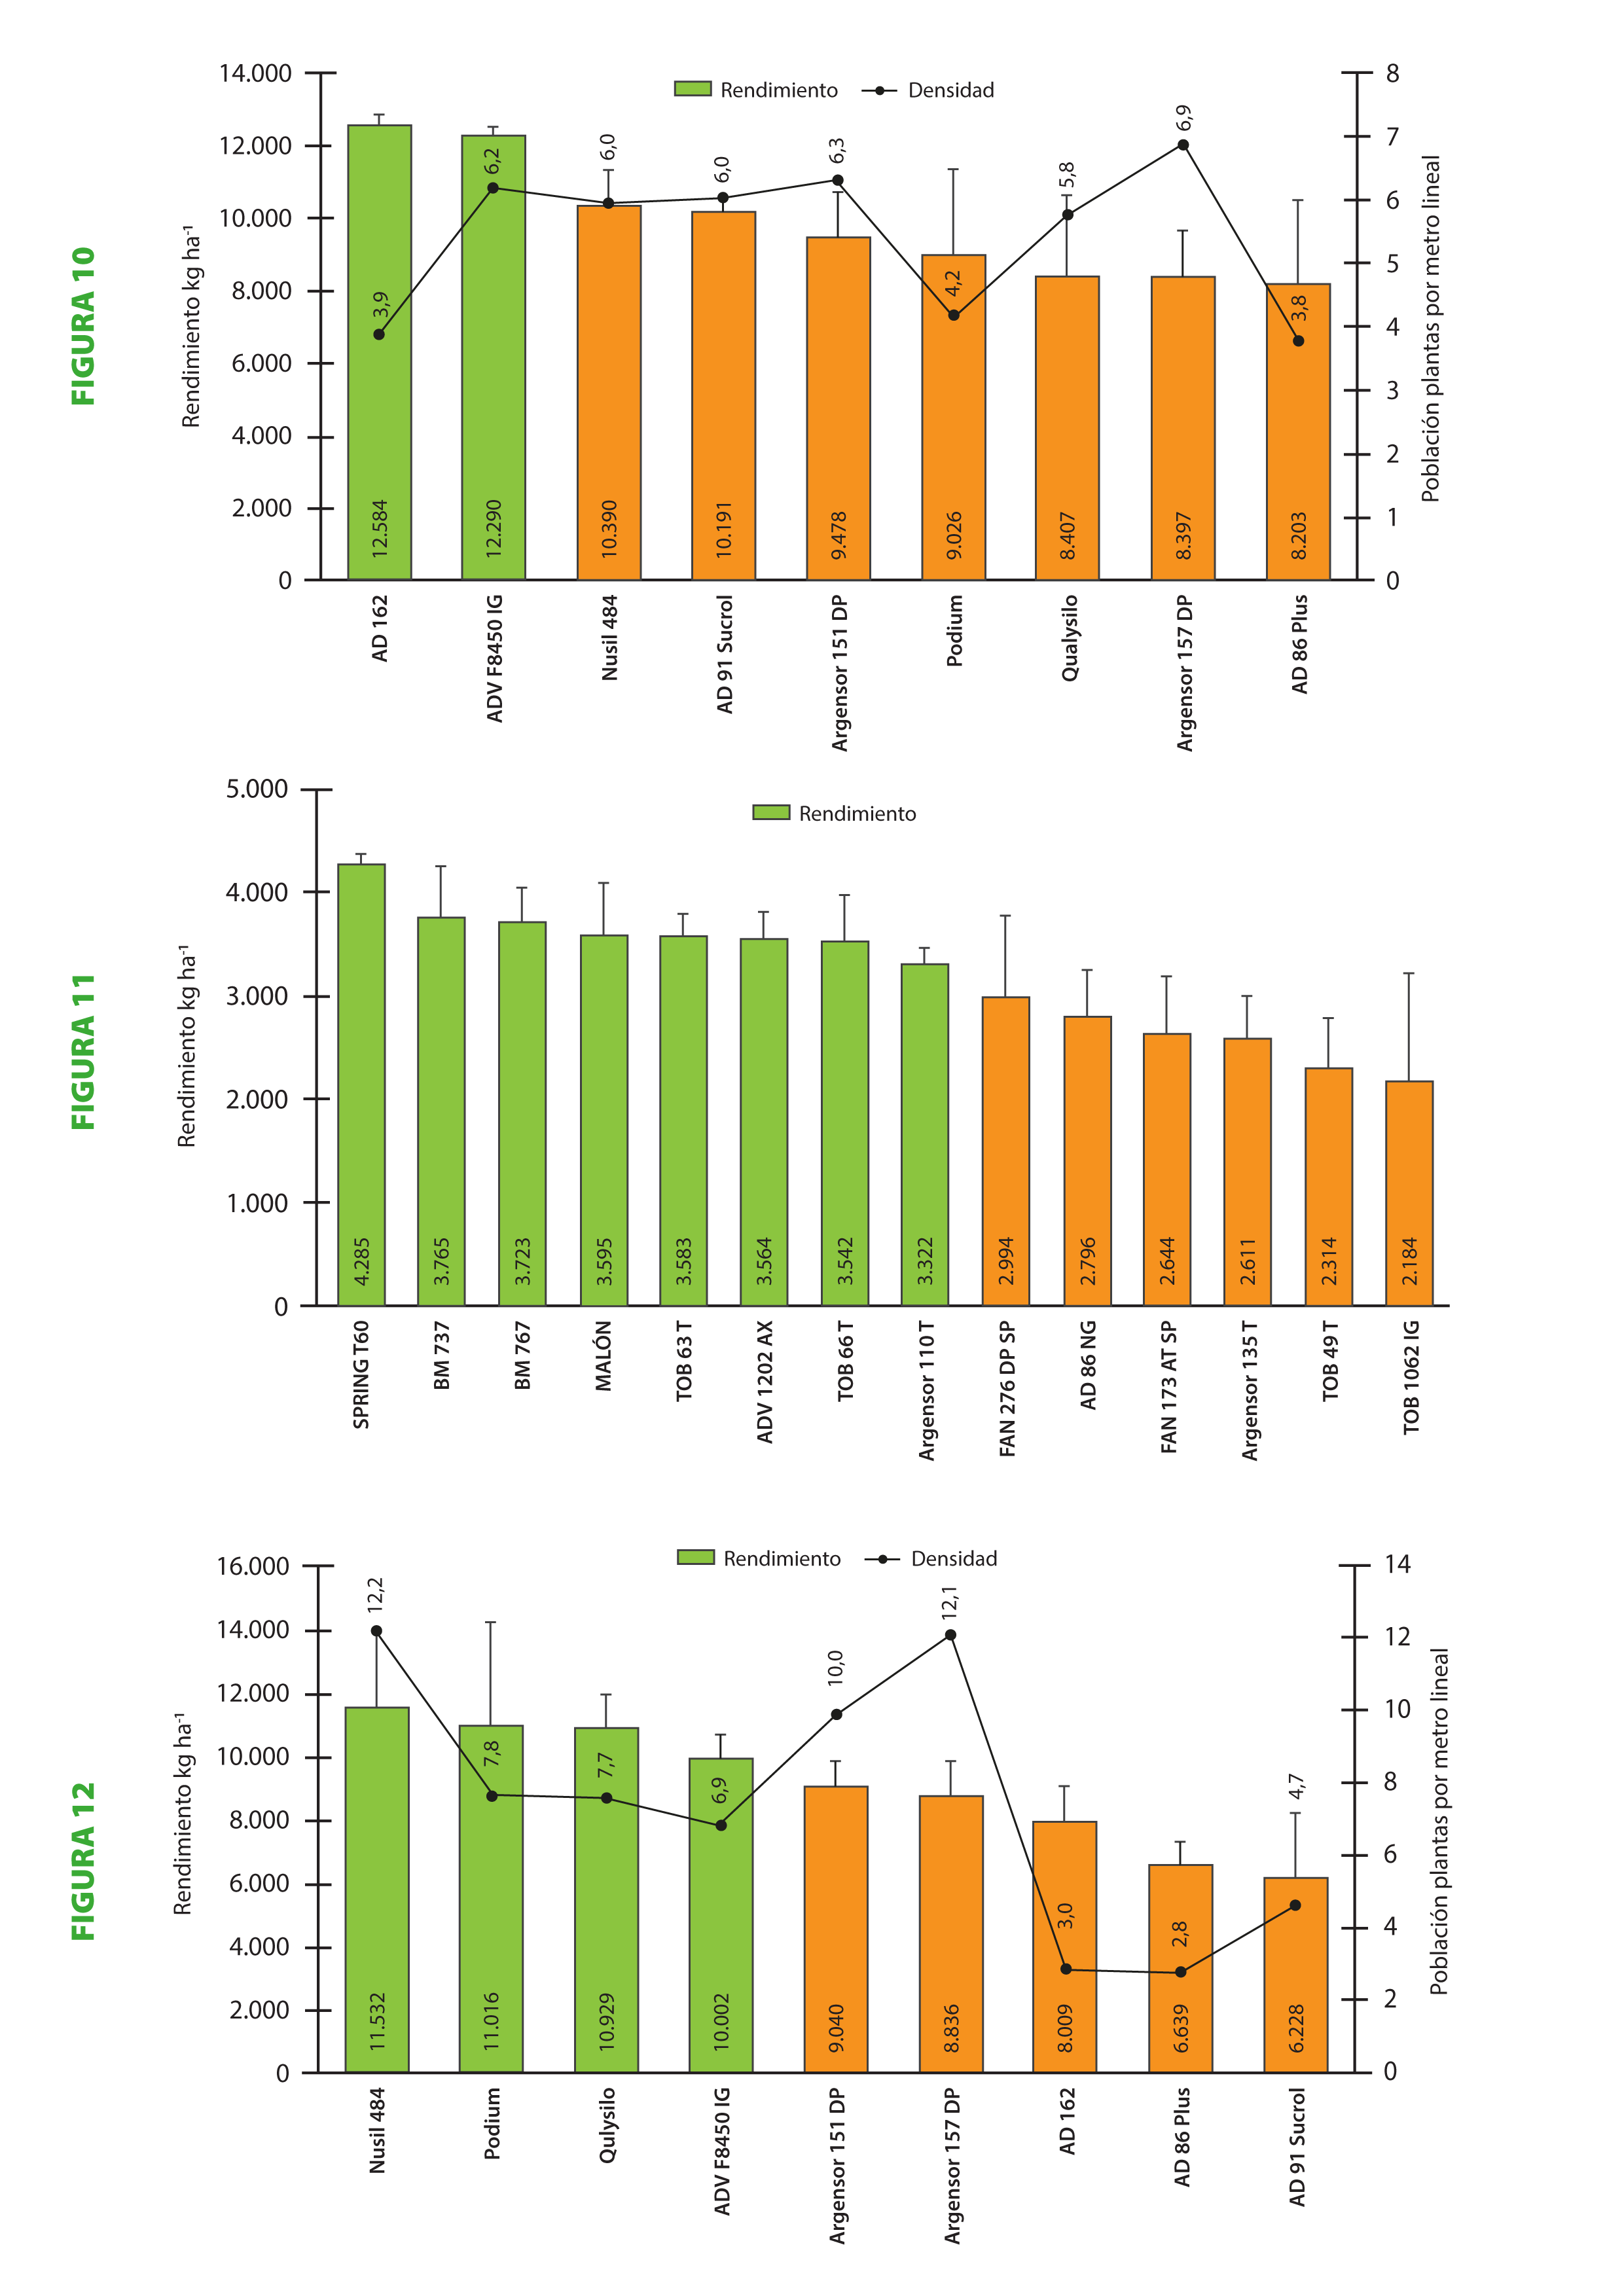 FIGURA 10
Rendimiento Densidad
Rendimiento kg ha-1
14.000
12.000
10.000
8.000
6.000
4.000
2.000
0
3,9
6,2
6,0
6,0
6,3
4,2
5,8
6,9
3,8
12.584
12.290
10.390
10.191
9.478
9.026
8.407
8.397
8.203
AD 162
ADV F8450 IG
Nusil 484
AD 91 Sucrol
Argensor 151 DP
Podium
Qualysilo
Argensor 157 DP
AD 86 Plus
8
7
6
5
4
3
2
1
0
Población plantas por metro lineal
FIGURA 11
Rendimiento
Rendimiento kg ha-1
5.000
4.000
3.000
2.000
1.000
0
4.285
3.765
3.723
3.595
3.583
3.564
3.542
3.322
2.994
2.796
2.644
2.611
2.314
2.184
SPRING T60
BM 737
BM 767
MALÓN
TOB 63 T
ADV 1202 AX
TOB 66 T
Argensor 110 T
FAN 276 DP SP
AD 86 NG
FAN 173 AT SP
Argensor 135 T
TOB 49 T
TOB 1062 IG
FIGURA 12
Rendimiento Densidad
Rendimiento kg ha-1
16.000
14.000
12.000
10.000
8.000
6.000
4.000
2.000
0
12,2
7,8
7,7
6,9
10,0
12,1
3,0
2,8
4,7
11.532
11.016
10.929
10.002
9.040
8.836
8.009
6.639
6.228
Nusil 484
Podium
Qulysilo
ADV F8450 IG
Argensor 151 DP
Argensor 157 DP
AD 162
AD 86 Plus
AD 91 Sucrol
14
12
10
8
6
4
2
0
Población plantas por metro lineal